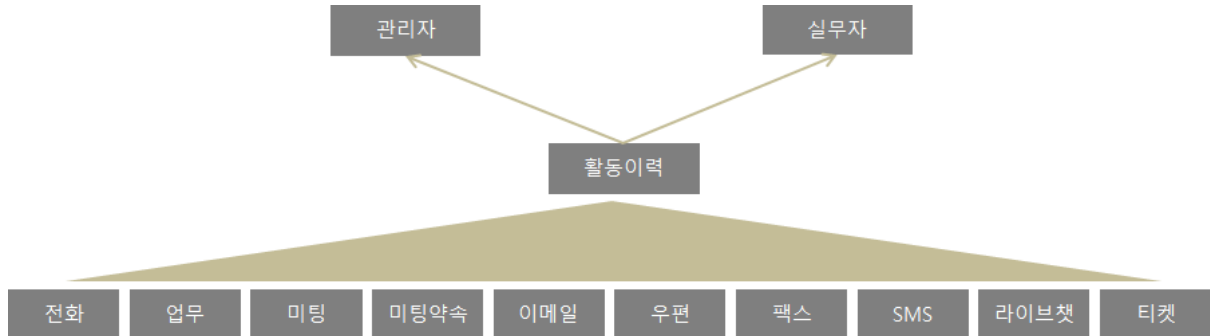 관리자
실무자
활동이력
전화
업무
미팅
미팅약속
이메일
우편
팩스
SMS
라이브챗
티켓